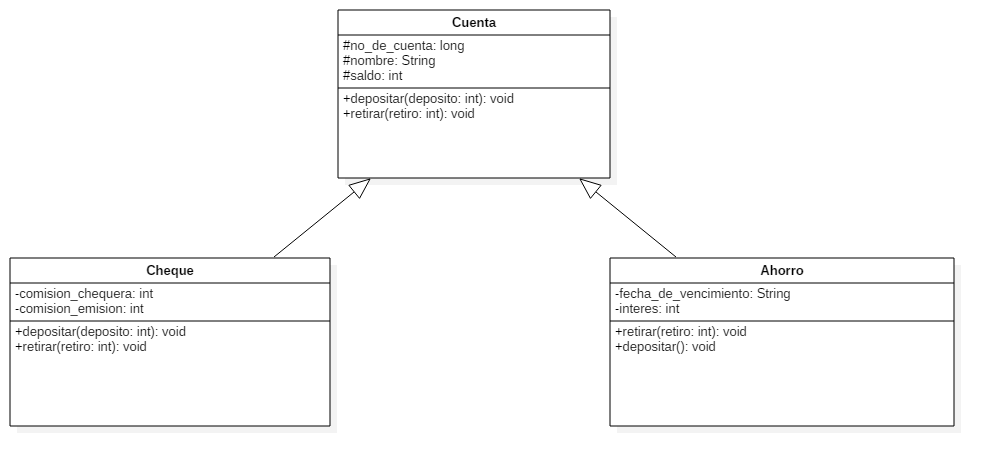 Cuenta
#no_de_cuenta: long
#nombre: String
#saldo: int
+depositar(deposito: int): void
+retirar(retiro: int): void
Cheque
-comision_chequera: int
-comision_emision: int
+depositar(deposito: int): void
+retirar(retiro: int): void
Ahorro
-fecha_de_vencimiento: String
-interes: int
+retirar(retiro: int): void
+depositar(): void